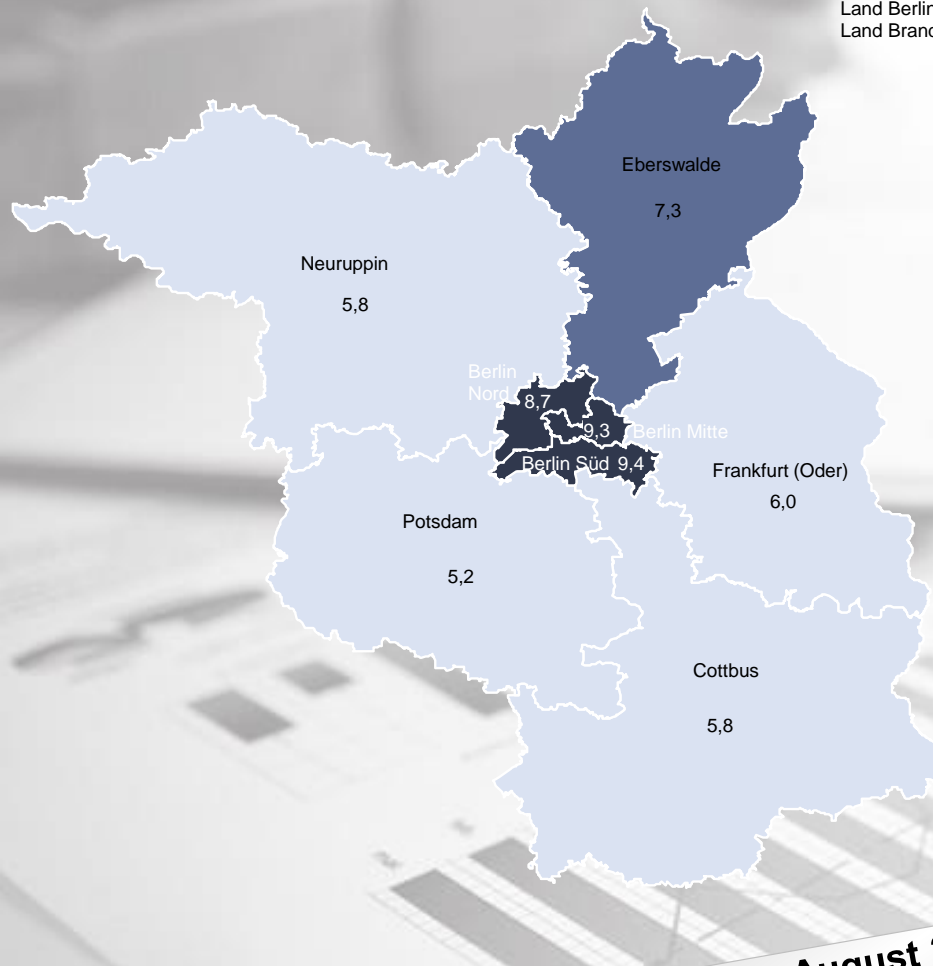 Land Berlin
Land
Eberswalde
7,3
Neuruppin
5,8
Berlin
Nord
8,7
9,3
Berlin Mitte
Berlin Süd 9,4
Frankfurt (Oder)
6,0
Potsdam
5,2
Cottbus
5,8
August